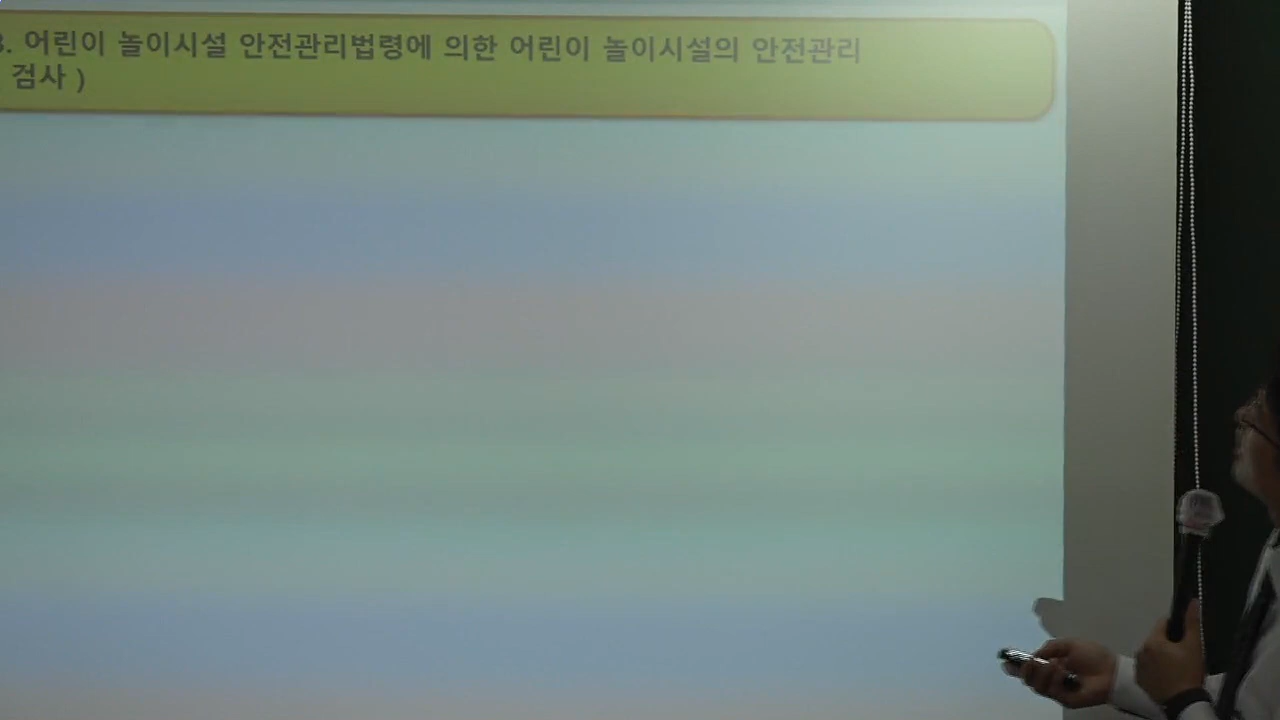 3. 어린이 놀이시설 안전관리법령에 의한 어린이 놀이시설의 안전관리
검사 )